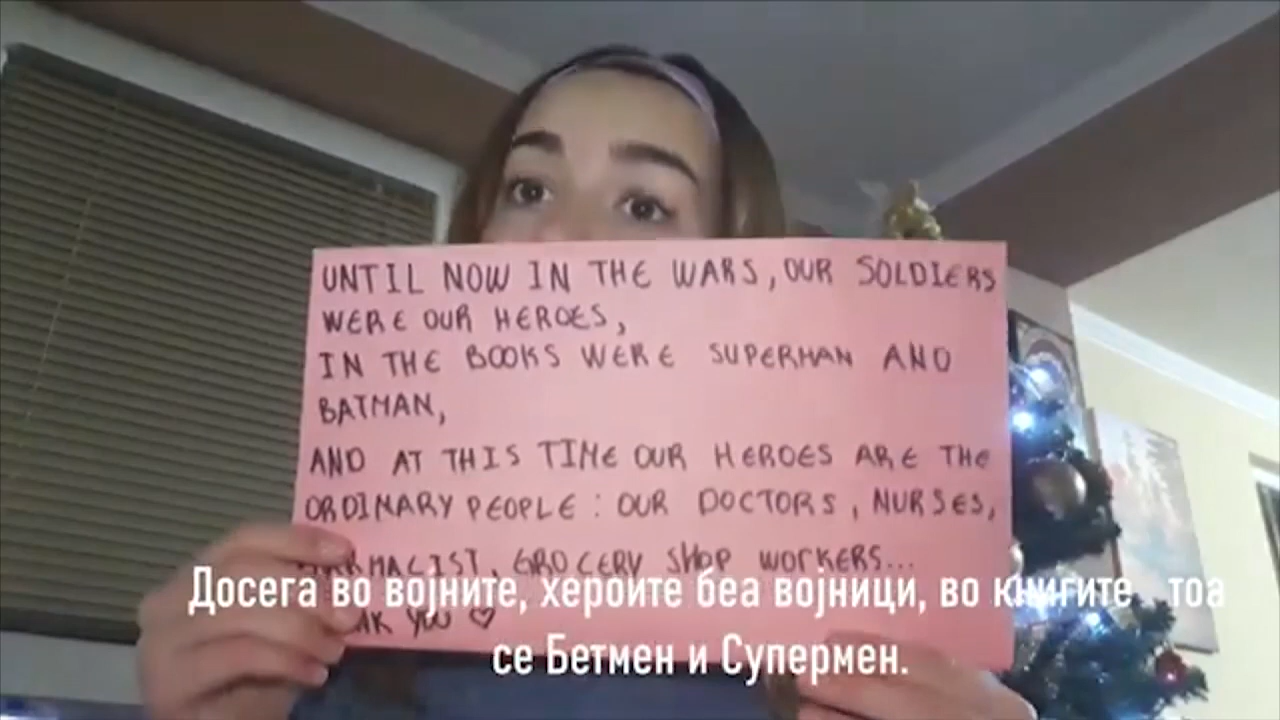 UNTIL NOW IN THE WARS, OUR SOLDIERS
WERE OUR HEROES,
IN THE BOOKS WERE SUPERMAN AND
BATMAN,
AND AT THIS TIME OUR HEROES ARE THE
ORDINARY PEOPLE: OUR DOCTORS, NURSES,
GROCERY SHOP WORKERS...
YOU ♡
Досега во војните, хероите беа војници, во книгите тоа
се Бетмен и Супермен.